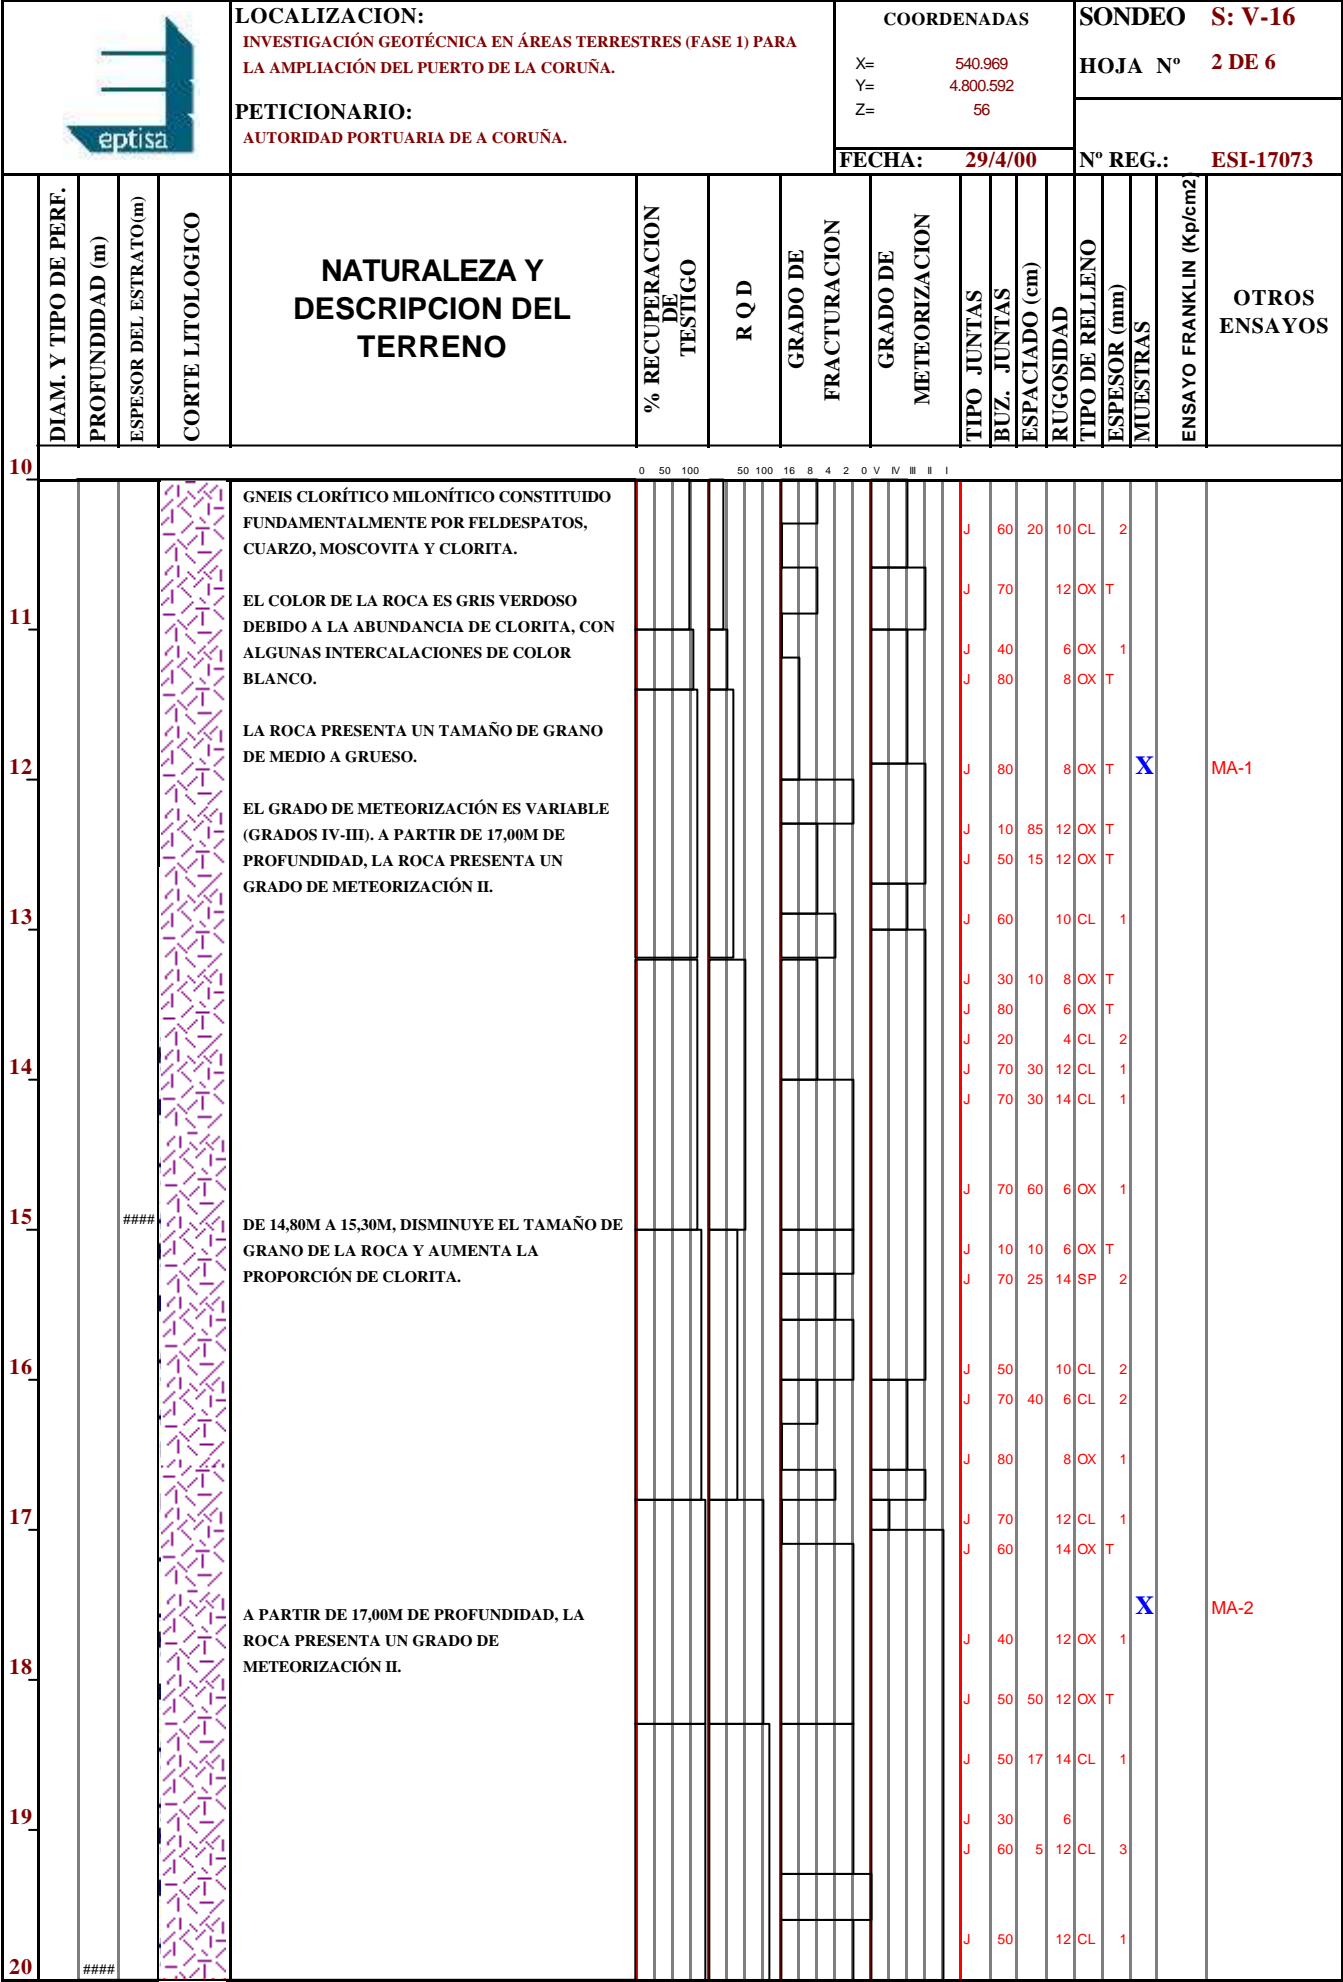 eptisa
LOCALIZACION:
INVESTIGACIÓN GEOTÉCNICA EN ÁREAS TERRESTRES (FASE 1) PARA
LA AMPLIACIÓN DEL PUERTO DE LA CORUÑA.
PETICIONARIO:
AUTORIDAD PORTUARIA DE A CORUÑA.
COORDENADAS
X= 540.969
Y= 4.800.592
Z= 56
FECHA: 29/4/00
SONDEO S: V-16
HOJA Nº 2 DE 6
Nº REG.: ESI-17073
DIAM. Y TIPO DE PERF.
PROFUNDIDAD (m)
ESPESOR DEL ESTRATO(m)
CORTE LITOLOGICO
NATURALEZA Y
DESCRIPCION DEL
TERRENO
% RECUPERACION
DE
TESTIGO
R Q D
GRADO DE
FRACTURACION
GRADO DE
METEORIZACION
TIPO JUNTAS
BUZ. JUNTAS
ESPACIADO (cm)
RUGOSIDAD
TIPO DE RELLENO
ESPESOR (mm)
MUESTRAS
ENSAYO FRANKLIN (Kp/cm2)
OTROS
ENSAYOS
10
0 50 100 50 100 16 8 4 2 0 V IV III II I
GNEIS CLORÍTICO MILONÍTICO CONSTITUIDO
FUNDAMENTALMENTE POR FELDESPATOS,
CUARZO, MOSCOVITA Y CLORITA.
J 60 20 10 CL 2
EL COLOR DE LA ROCA ES GRIS VERDOSO
DEBIDO A LA ABUNDANCIA DE CLORITA, CON
ALGUNAS INTERCALACIONES DE COLOR
BLANCO.
J 70 12 OX T
11
J 40 6 OX 1
J 80 8 OX T
LA ROCA PRESENTA UN TAMAÑO DE GRANO
DE MEDIO A GRUESO.
12
J 80 8 OX T X MA-1
EL GRADO DE METEORIZACIÓN ES VARIABLE
(GRADOS IV-III). A PARTIR DE 17,00M DE
PROFUNDIDAD, LA ROCA PRESENTA UN
GRADO DE METEORIZACIÓN II.
J 10 85 12 OX T
J 50 15 12 OX T
13
J 60 10 CL 1
J 30 10 8 OX T
J 80 6 OX T
J 20 4 CL 2
14
J 70 30 12 CL 1
J 70 30 14 CL 1
J 70 60 6 OX 1
15
####
DE 14,80M A 15,30M, DISMINUYE EL TAMAÑO DE
GRANO DE LA ROCA Y AUMENTA LA
PROPORCIÓN DE CLORITA.
J 10 10 6 OX T
J 70 25 14 SP 2
16
J 50 10 CL 2
J 70 40 6 CL 2
J 80 8 OX 1
17
J 70 12 CL 1
J 60 14 OX T
X MA-2
A PARTIR DE 17,00M DE PROFUNDIDAD, LA
ROCA PRESENTA UN GRADO DE
METEORIZACIÓN II.
J 40 12 OX 1
18
J 50 50 12 OX T
J 50 17 14 CL 1
19
J 30 6
J 60 5 12 CL 3
J 50 12 CL 1
20
####